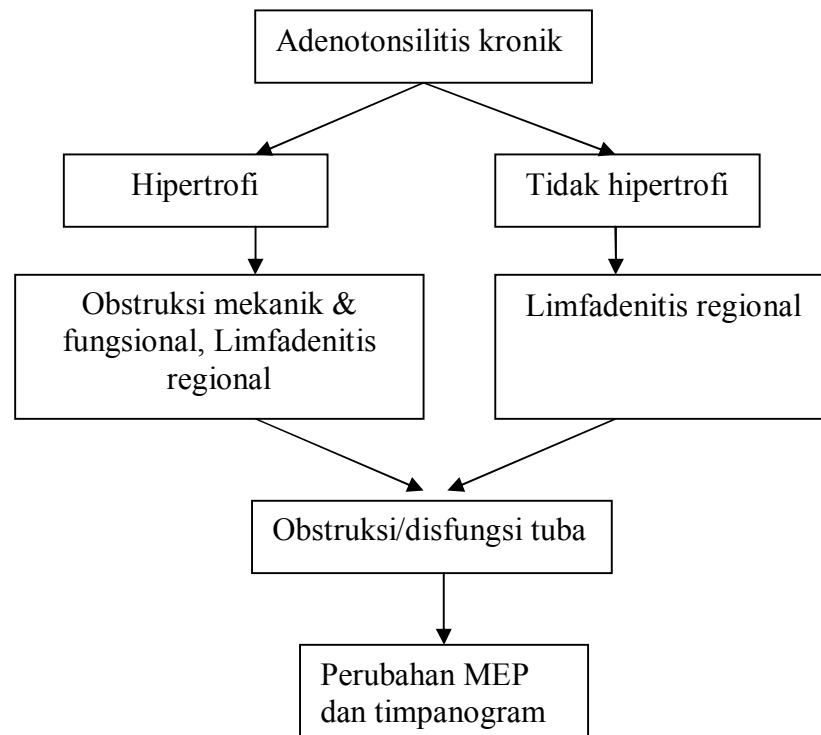 Adenotonsilitis kronik
Hipertrofi
Tidak hipertrofi
Obstruksi mekanik &
fungsional, Limfadenitis
regional
Limfadenitis regional
Obstruksi/disfungsi tuba
Perubahan MEP
dan timpanogram